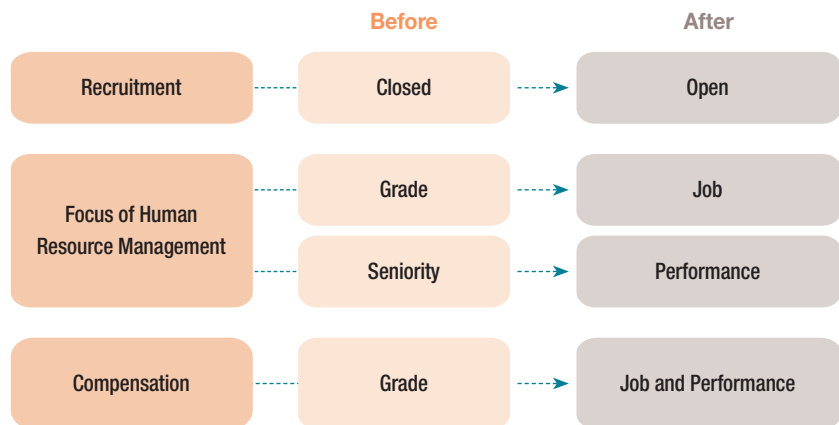 Before After
Recruitment Closed Open
Focus of Human
Resource Management
Grade Job
Seniority Performance
Compensation Grade Job and Performance